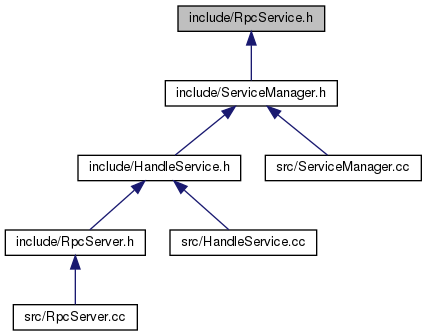 include/RpcService.h
include/ServiceManager.h
include/HandleService.h
src/ServiceManager.cc
include/RpcServer.h
src/HandleService.cc
src/RpcServer.cc